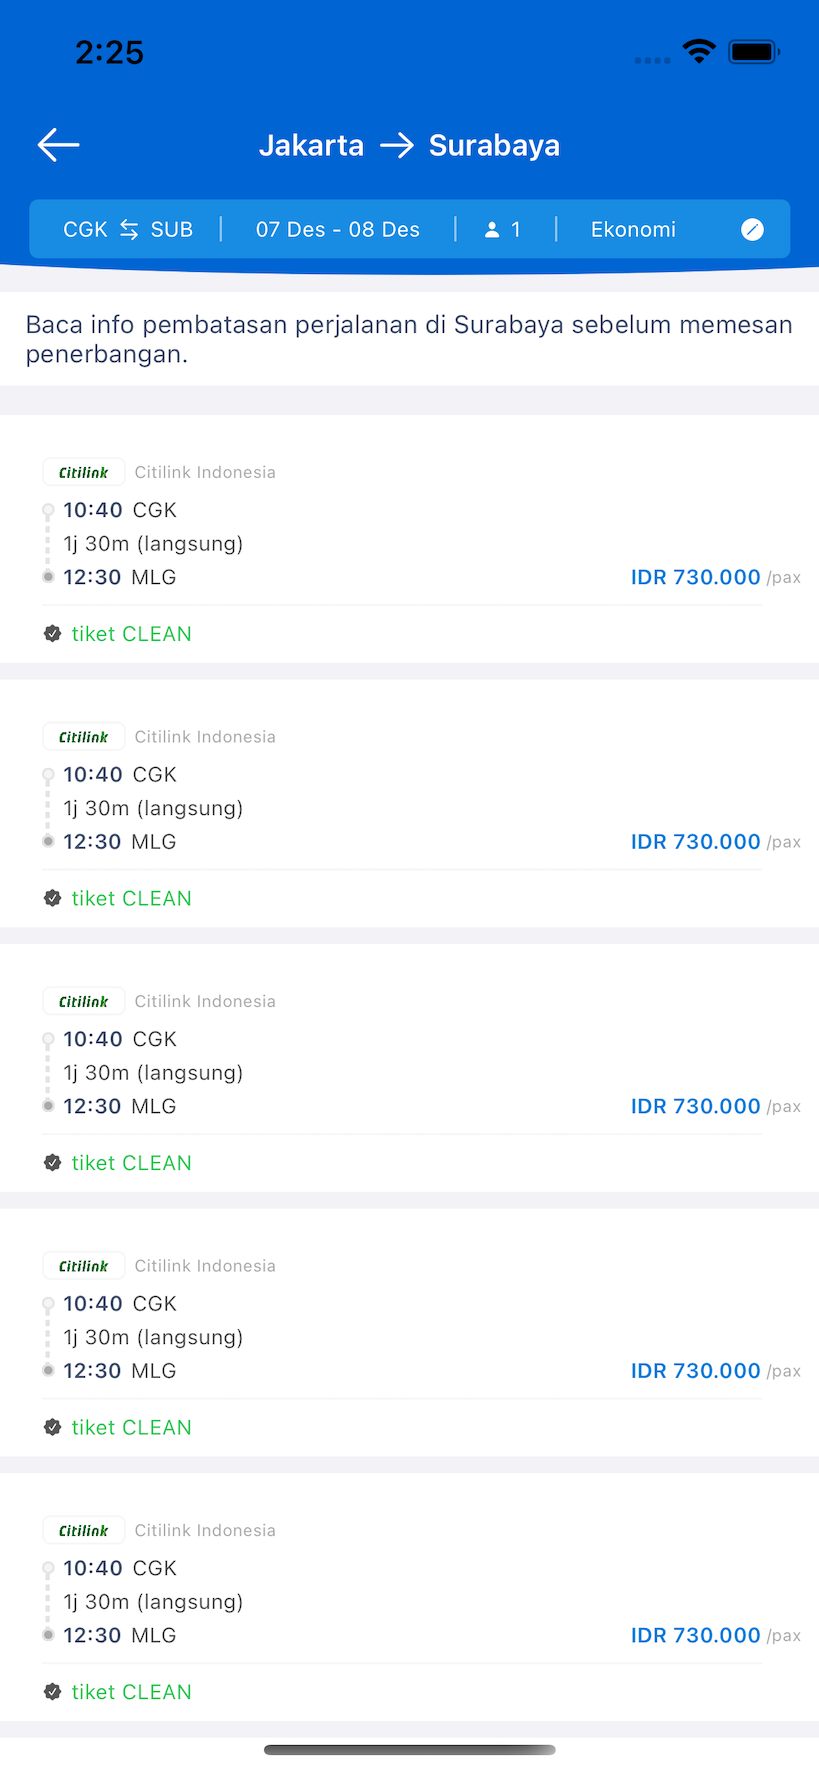 2:25
Jakarta → Surabaya
CGK ⇆ SUB | 07 Des - 08 Des | 1 | Ekonomi
Baca info pembatasan perjalanan di Surabaya sebelum memesan
penerbangan.
Citilink Citilink Indonesia
10:40 CGK
1j 30m (langsung)
12:30 MLG IDR 730.000 /pax
tiket CLEAN
Citilink Citilink Indonesia
10:40 CGK
1j 30m (langsung)
12:30 MLG IDR 730.000 /pax
tiket CLEAN
Citilink Citilink Indonesia
10:40 CGK
1j 30m (langsung)
12:30 MLG IDR 730.000 /pax
tiket CLEAN
Citilink Citilink Indonesia
10:40 CGK
1j 30m (langsung)
12:30 MLG IDR 730.000 /pax
tiket CLEAN
Citilink Citilink Indonesia
10:40 CGK
1j 30m (langsung)
12:30 MLG IDR 730.000 /pax
tiket CLEAN